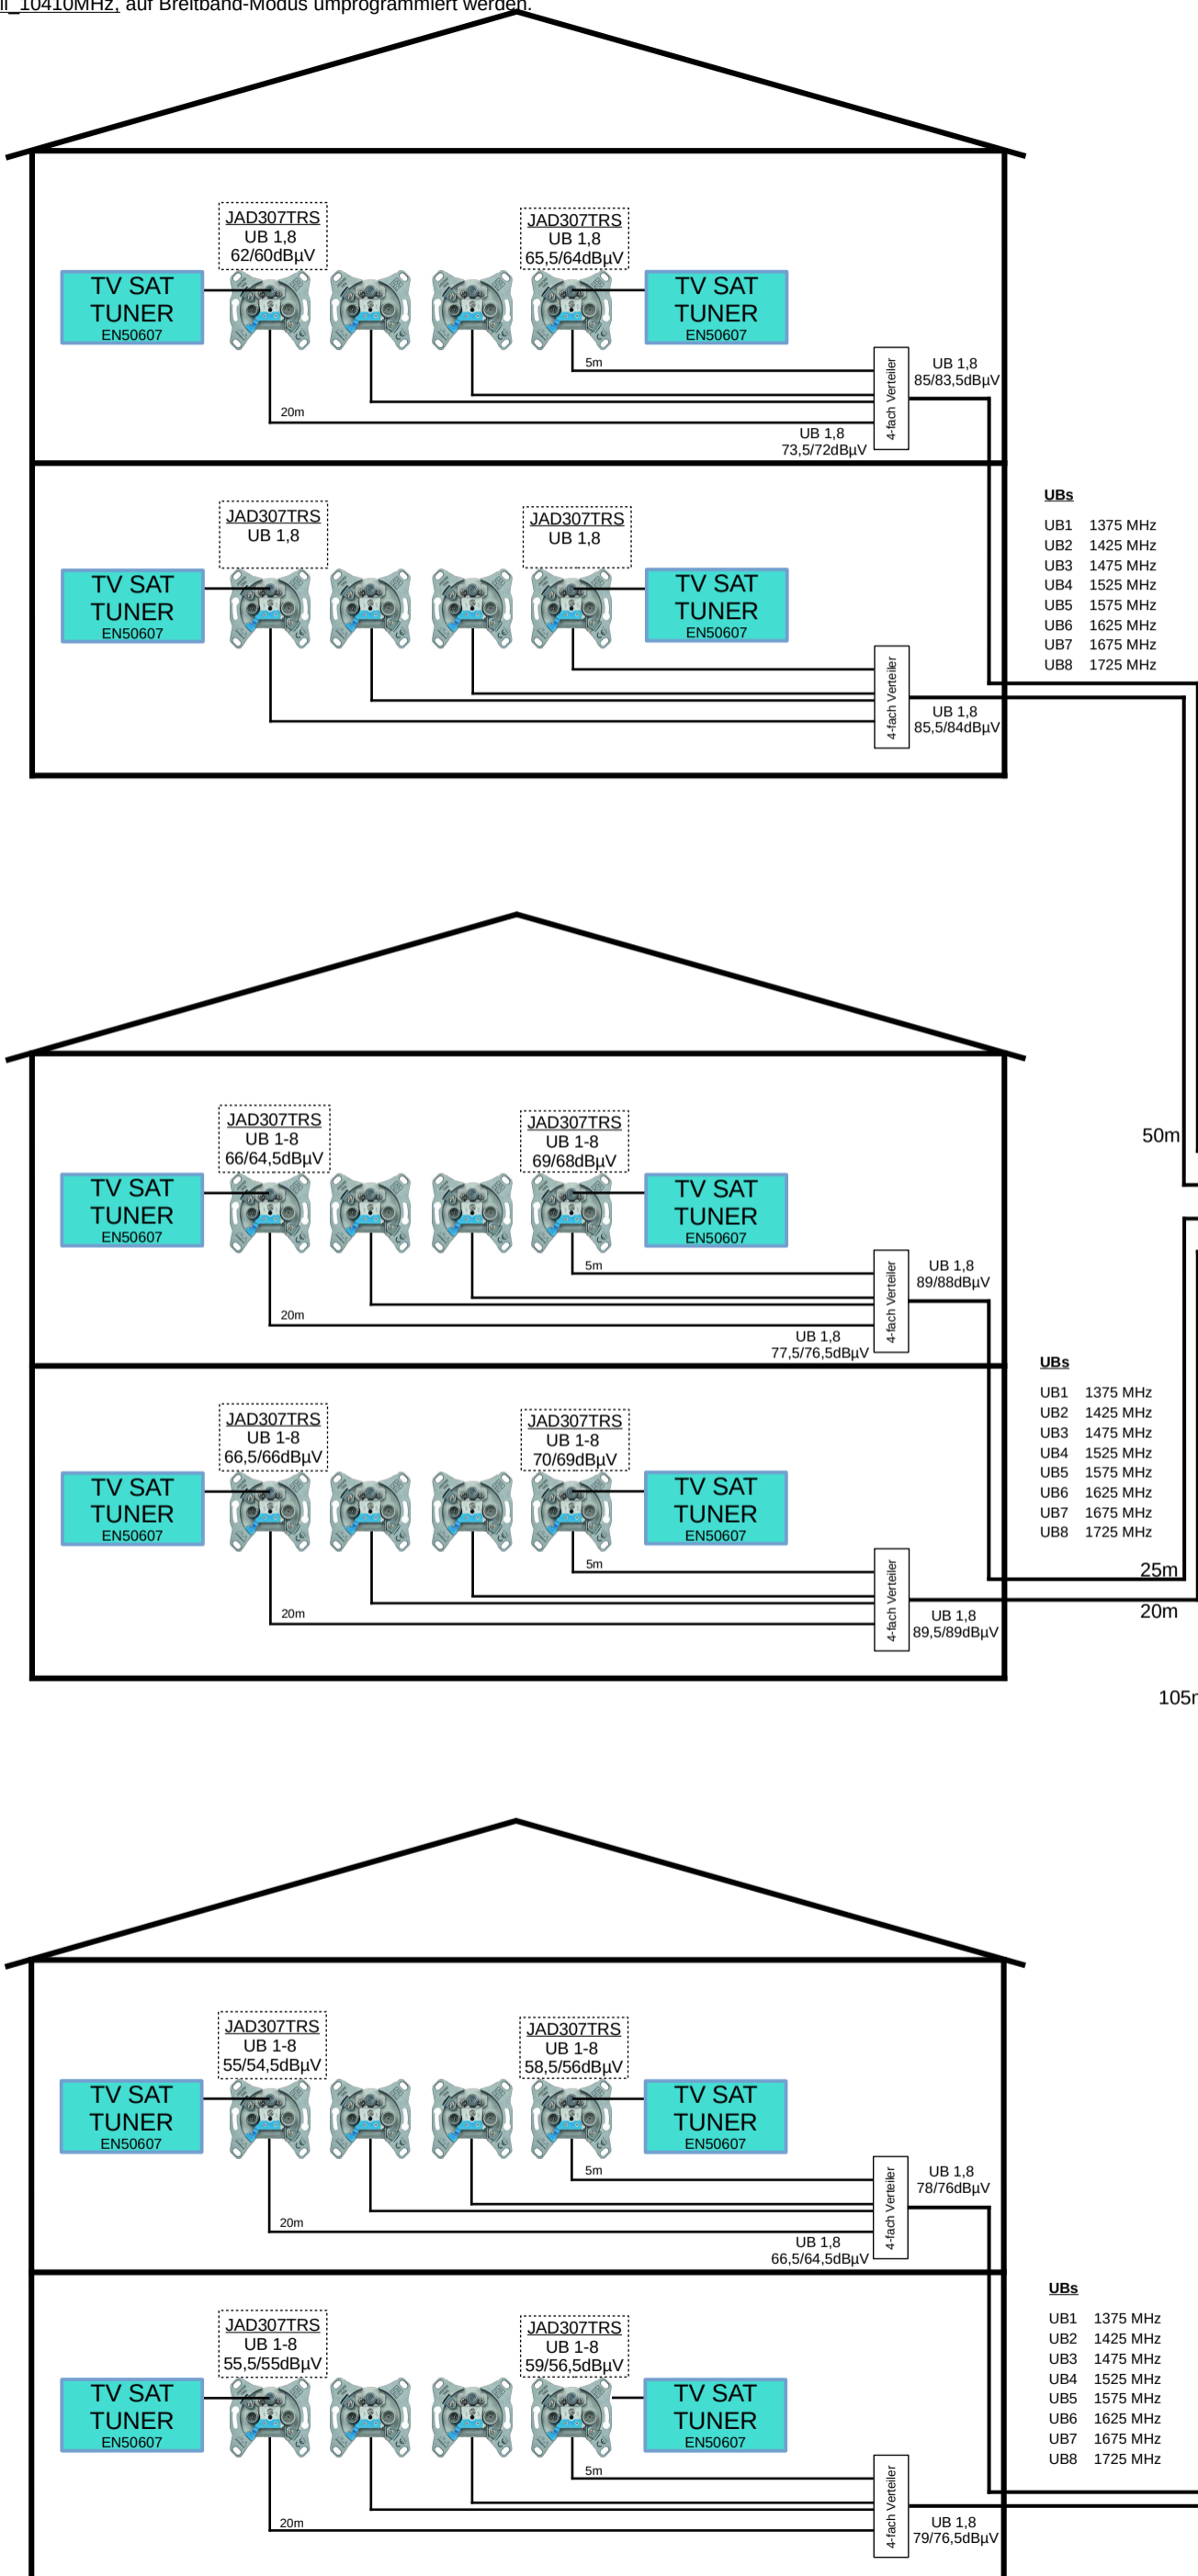 ll_10410MHz, auf Breitband-Modus umprogrammiert werden.
JAD307TRS
UB 1,8
62/60dBµV
JAD307TRS
UB 1,8
65,5/64dBµV
TV SAT
TUNER
EN50607
TV SAT
TUNER
EN50607
5m
20m
4-fach Verteiler
UB 1,8
85/83,5dBµV
UB 1,8
73,5/72dBµV
JAD307TRS
UB 1,8
JAD307TRS
UB 1,8
TV SAT
TUNER
EN50607
TV SAT
TUNER
EN50607
4-fach Verteiler
UB 1,8
85,5/84dBµV
UBs
UB1 1375 MHz
UB2 1425 MHz
UB3 1475 MHz
UB4 1525 MHz
UB5 1575 MHz
UB6 1625 MHz
UB7 1675 MHz
UB8 1725 MHz
50m
JAD307TRS
UB 1-8
66/64,5dBµV
JAD307TRS
UB 1-8
69/68dBµV
TV SAT
TUNER
EN50607
TV SAT
TUNER
EN50607
5m
20m
4-fach Verteiler
UB 1,8
89/88dBµV
UB 1,8
77,5/76,5dBµV
JAD307TRS
UB 1-8
66,5/66dBµV
JAD307TRS
UB 1-8
70/69dBµV
TV SAT
TUNER
EN50607
TV SAT
TUNER
EN50607
5m
20m
4-fach Verteiler
UB 1,8
89,5/89dBµV
UBs
UB1 1375 MHz
UB2 1425 MHz
UB3 1475 MHz
UB4 1525 MHz
UB5 1575 MHz
UB6 1625 MHz
UB7 1675 MHz
UB8 1725 MHz
25m
20m
105m
JAD307TRS
UB 1-8
55/54,5dBµV
JAD307TRS
UB 1-8
58,5/56dBµV
TV SAT
TUNER
EN50607
TV SAT
TUNER
EN50607
5m
20m
4-fach Verteiler
UB 1,8
78/76dBµV
UB 1,8
66,5/64,5dBµV
JAD307TRS
UB 1-8
55,5/55dBµV
JAD307TRS
UB 1-8
59/56,5dBµV
TV SAT
TUNER
EN50607
TV SAT
TUNER
EN50607
5m
20m
4-fach Verteiler
UB 1,8
79/76,5dBµV
UBs
UB1 1375 MHz
UB2 1425 MHz
UB3 1475 MHz
UB4 1525 MHz
UB5 1575 MHz
UB6 1625 MHz
UB7 1675 MHz
UB8 1725 MHz